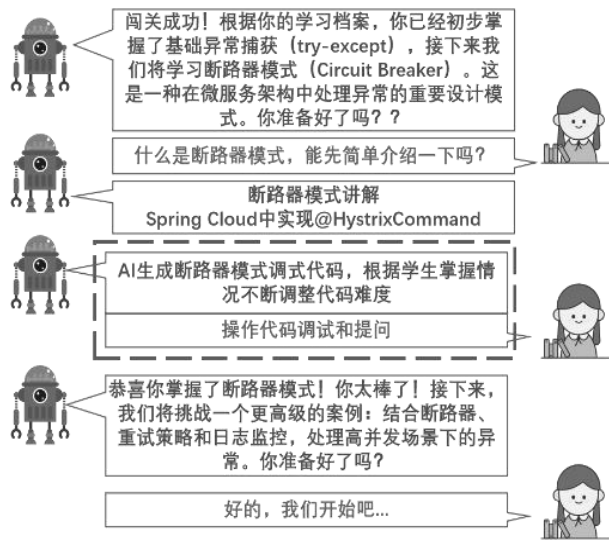 闯关成功！根据你的学习档案，你已经初步掌
握了基础异常捕获（try-except），接下来我
们将学习断路器模式（Circuit Breaker）。这
是一种在微服务架构中处理异常的重要设计模
式。你准备好了吗？？
什么是断路器模式，能先简单介绍一下吗？
断路器模式讲解
Spring Cloud中实现@HystrixCommand
AI生成断路器模式调式代码，根据学生掌握情
况不断调整代码难度
操作代码调试和提问
恭喜你掌握了断路器模式！你太棒了！接下来，
我们将挑战一个更高级的案例：结合断路器、
重试策略和日志监控，处理高并发场景下的异
常。你准备好了吗？
好的，我们开始吧...